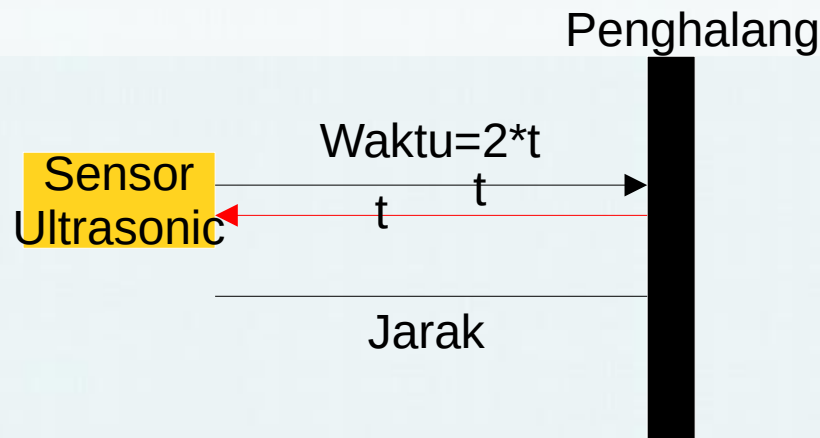 Penghalang
Waktu=2*t
Sensor
Ultrasonic
t
t
Jarak